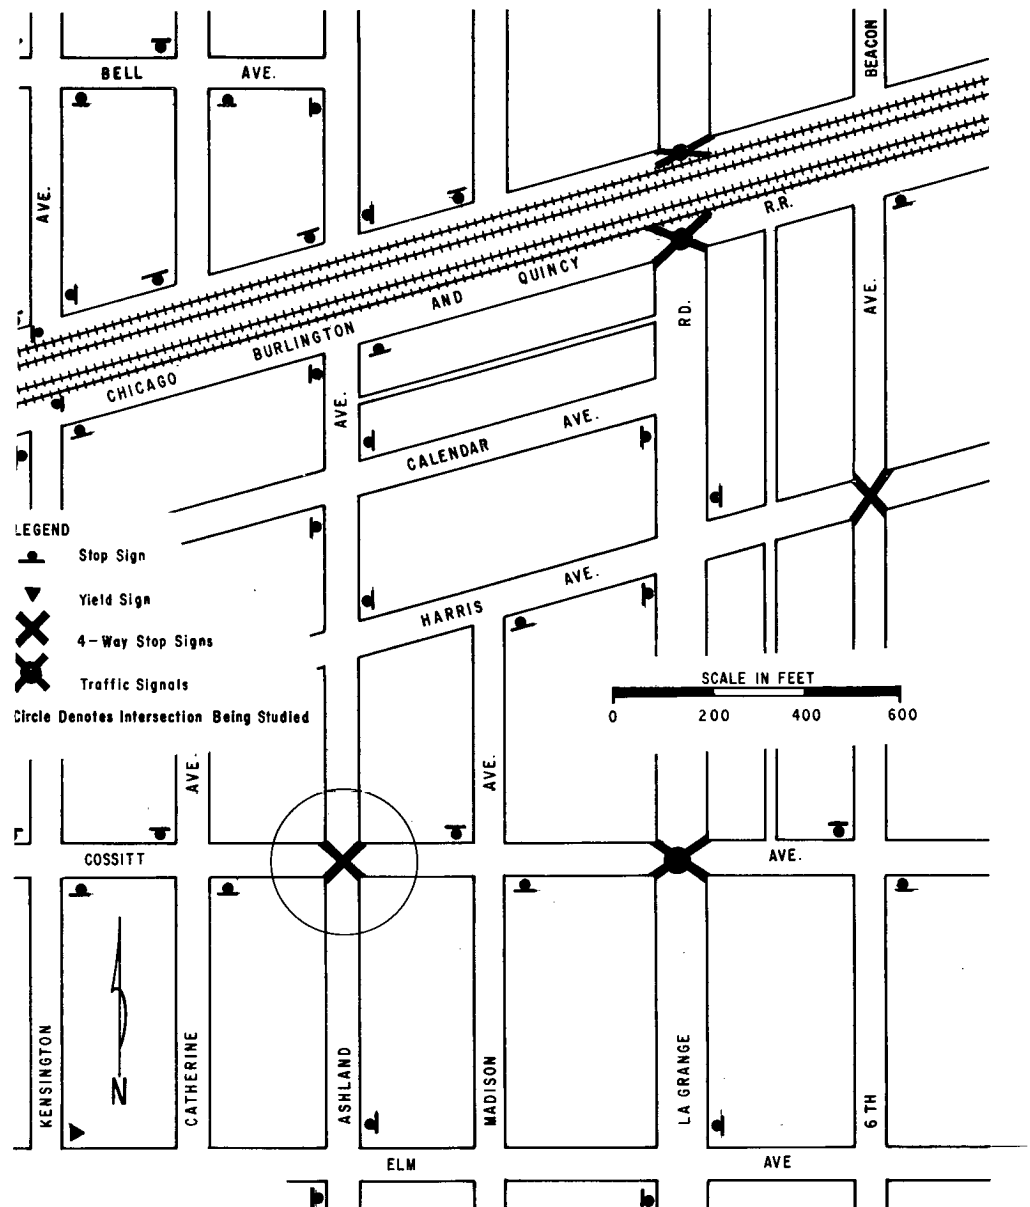 BEACON
BELL AVE.
AVE.
R.R.
QUINCY
AND
BURLINGTON
CHICAGO
RD.
AVE.
AVE.
CALENDAR AVE.
LEGEND
Stop Sign
Yield Sign
4-Way Stop Signs
Traffic Signals
Circle Denotes Intersection Being Studied
HARRIS AVE.
SCALE IN FEET
0 200 400 600
AVE.
AVE.
COSSITT AVE.
N
KENSINGTON
CATHERINE
ASHLAND
MADISON
LA GRANGE
6 TH
ELM AVE